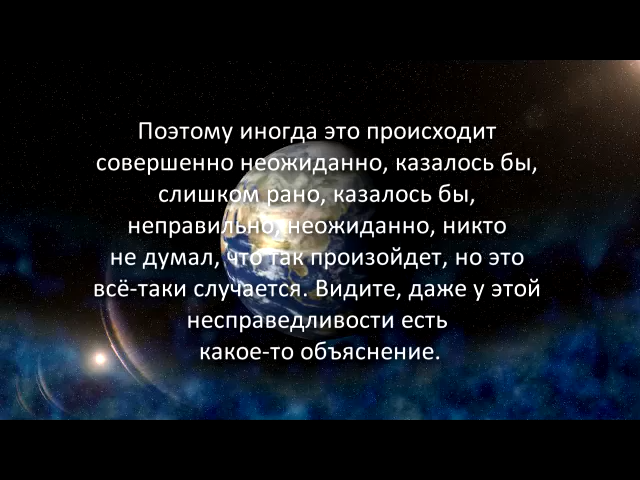 Поэтому иногда это происходит
совершенно неожиданно, казалось бы,
слишком рано, казалось бы,
неправильно, неожиданно, никто
не думал, что так произойдет, но это
всё-таки случается. Видите, даже у этой
несправедливости есть
какое-то объяснение.